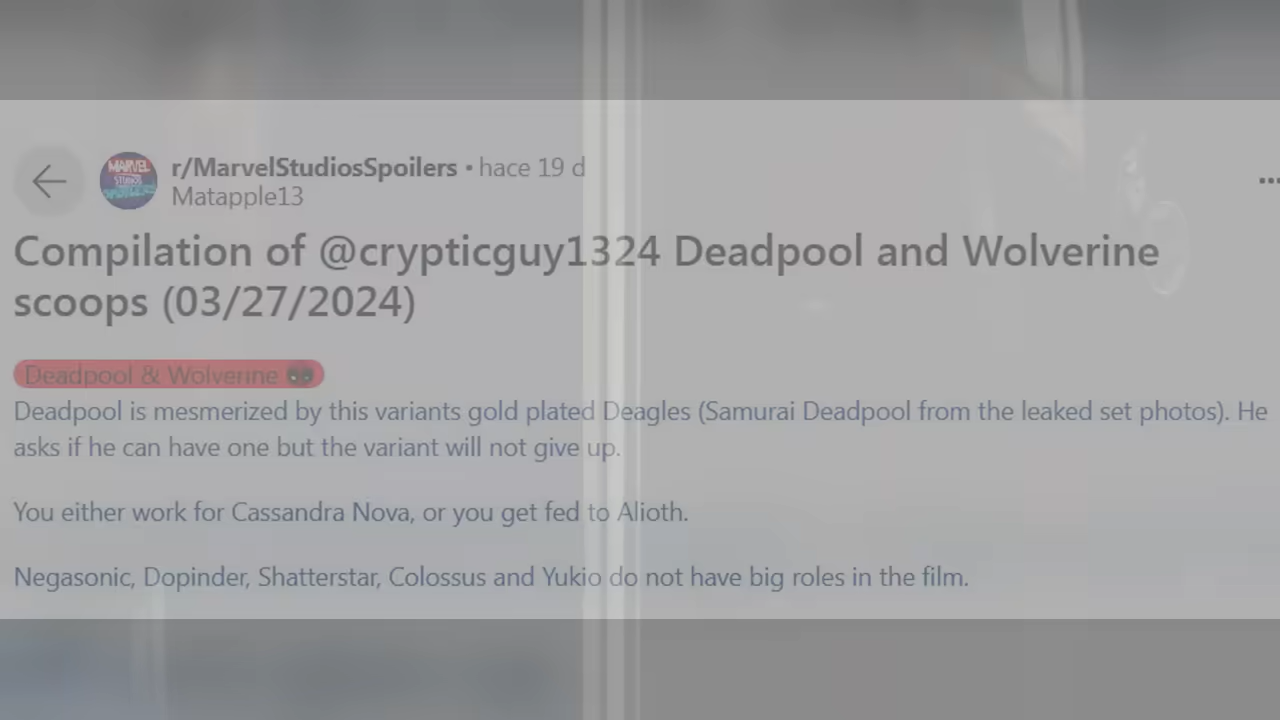 r/MarvelStudiosSpoilers • hace 19 d
Matapple13
MARVEL
STUDIOS
SPOILERS
Compilation of @crypticguy1324 Deadpool and Wolverine
scoops (03/27/2024)
Deadpool & Wolverine
Deadpool is mesmerized by this variants gold plated Deagles (Samurai Deadpool from the leaked set photos). He
asks if he can have one but the variant will not give up.
You either work for Cassandra Nova, or you get fed to Alioth.
Negasonic, Dopinder, Shatterstar, Colossus and Yukio do not have big roles in the film.